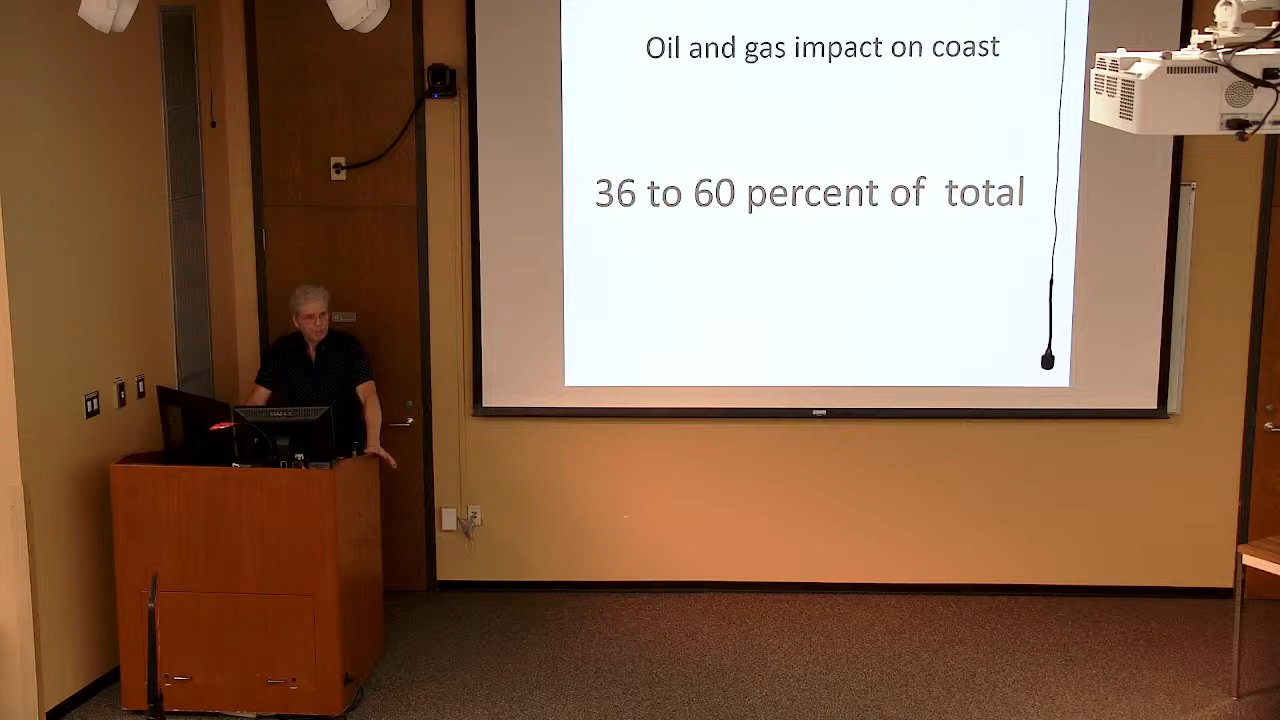 Oil and gas impact on coast
36 to 60 percent of total